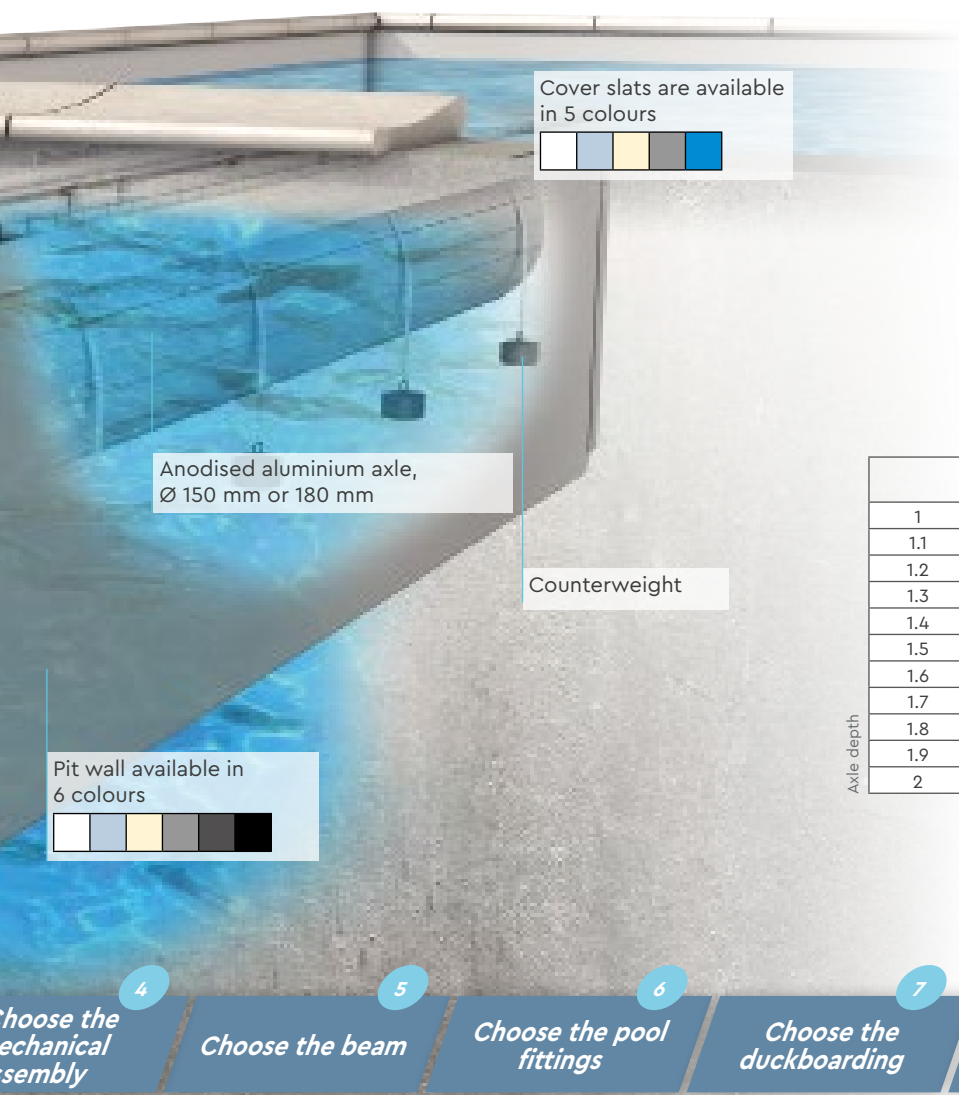 Cover slats are available
in 5 colours
Anodised aluminium axle,
Ø 150 mm or 180 mm
Counterweight
Pit wall available in
6 colours
1
1.1
1.2
1.3
1.4
1.5
1.6
1.7
1.8
1.9
2
Axle depth
4
the
5
Choose the beam
6
Choose the pool
fittings
7
Choose the
duckboarding